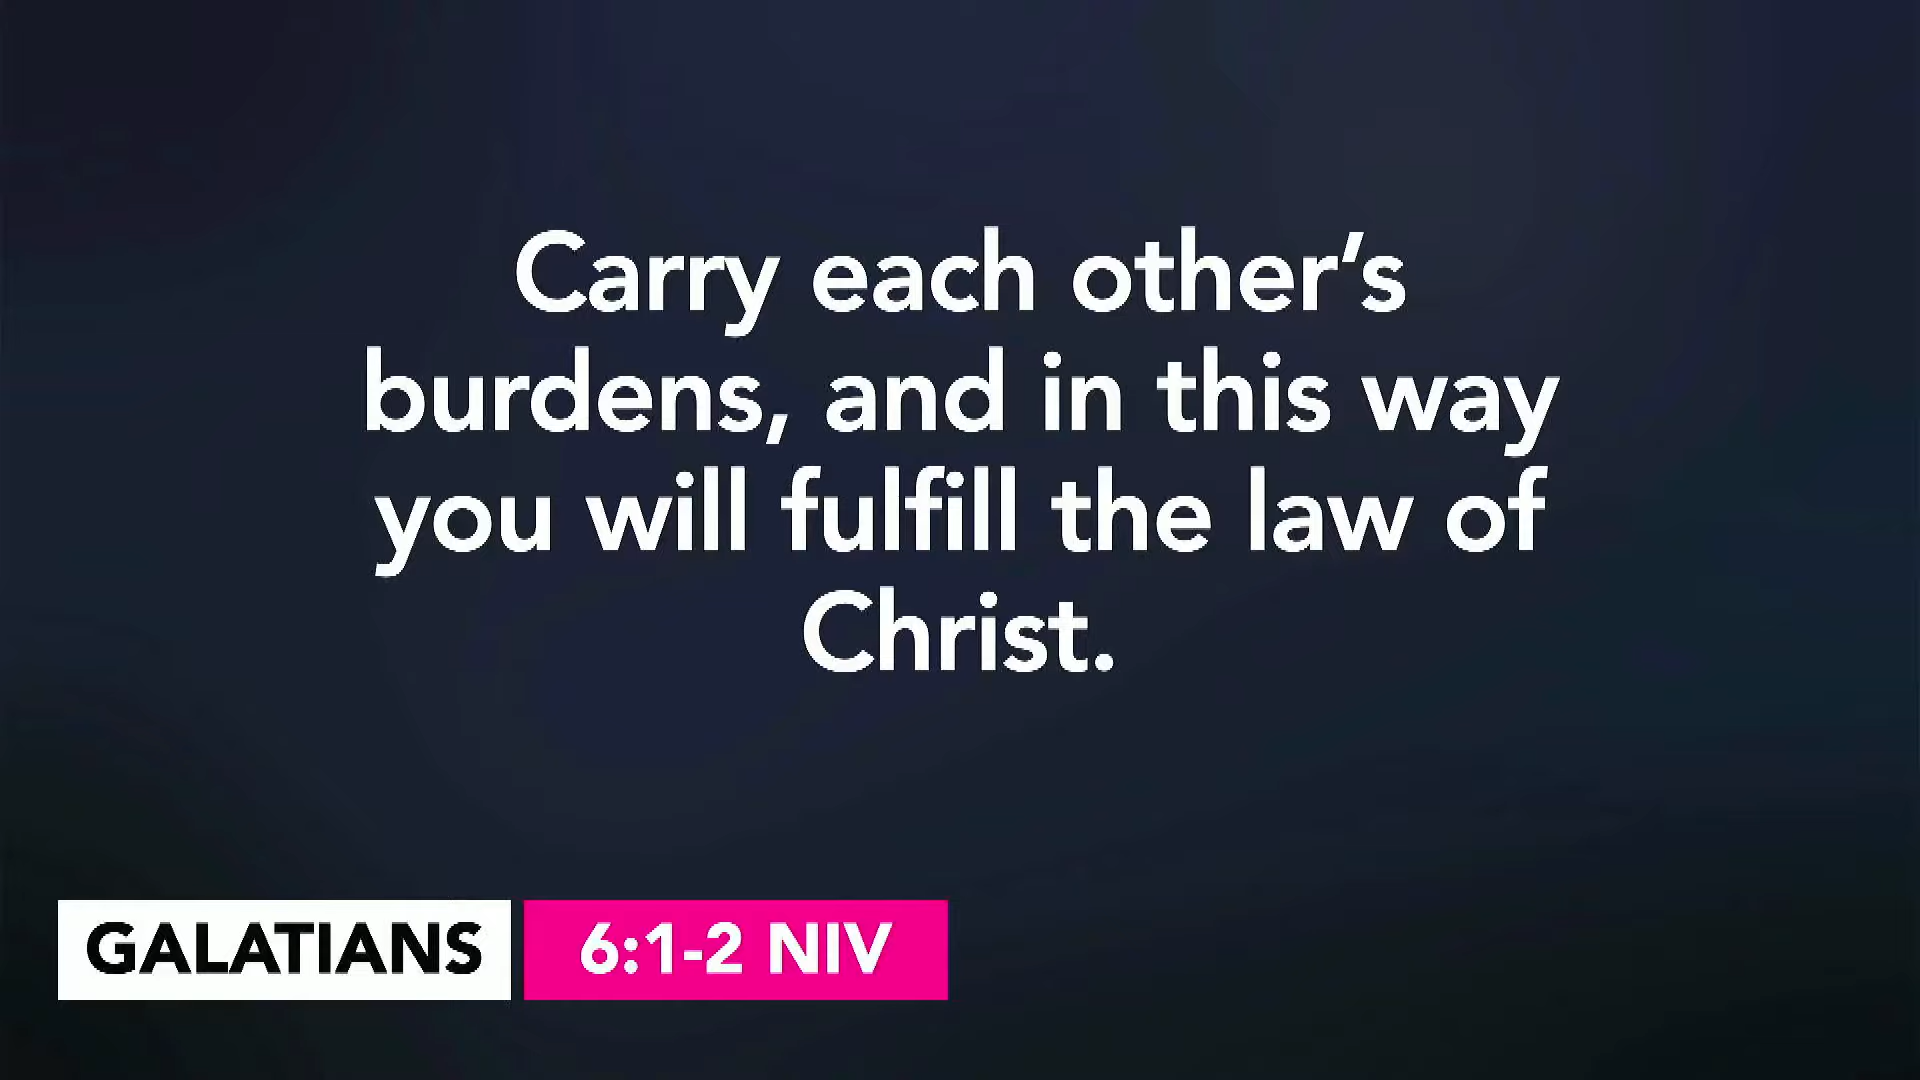 Carry each other’s
burdens, and in this way
you will fulfill the law of
Christ.
GALATIANS 6:1-2 NIV